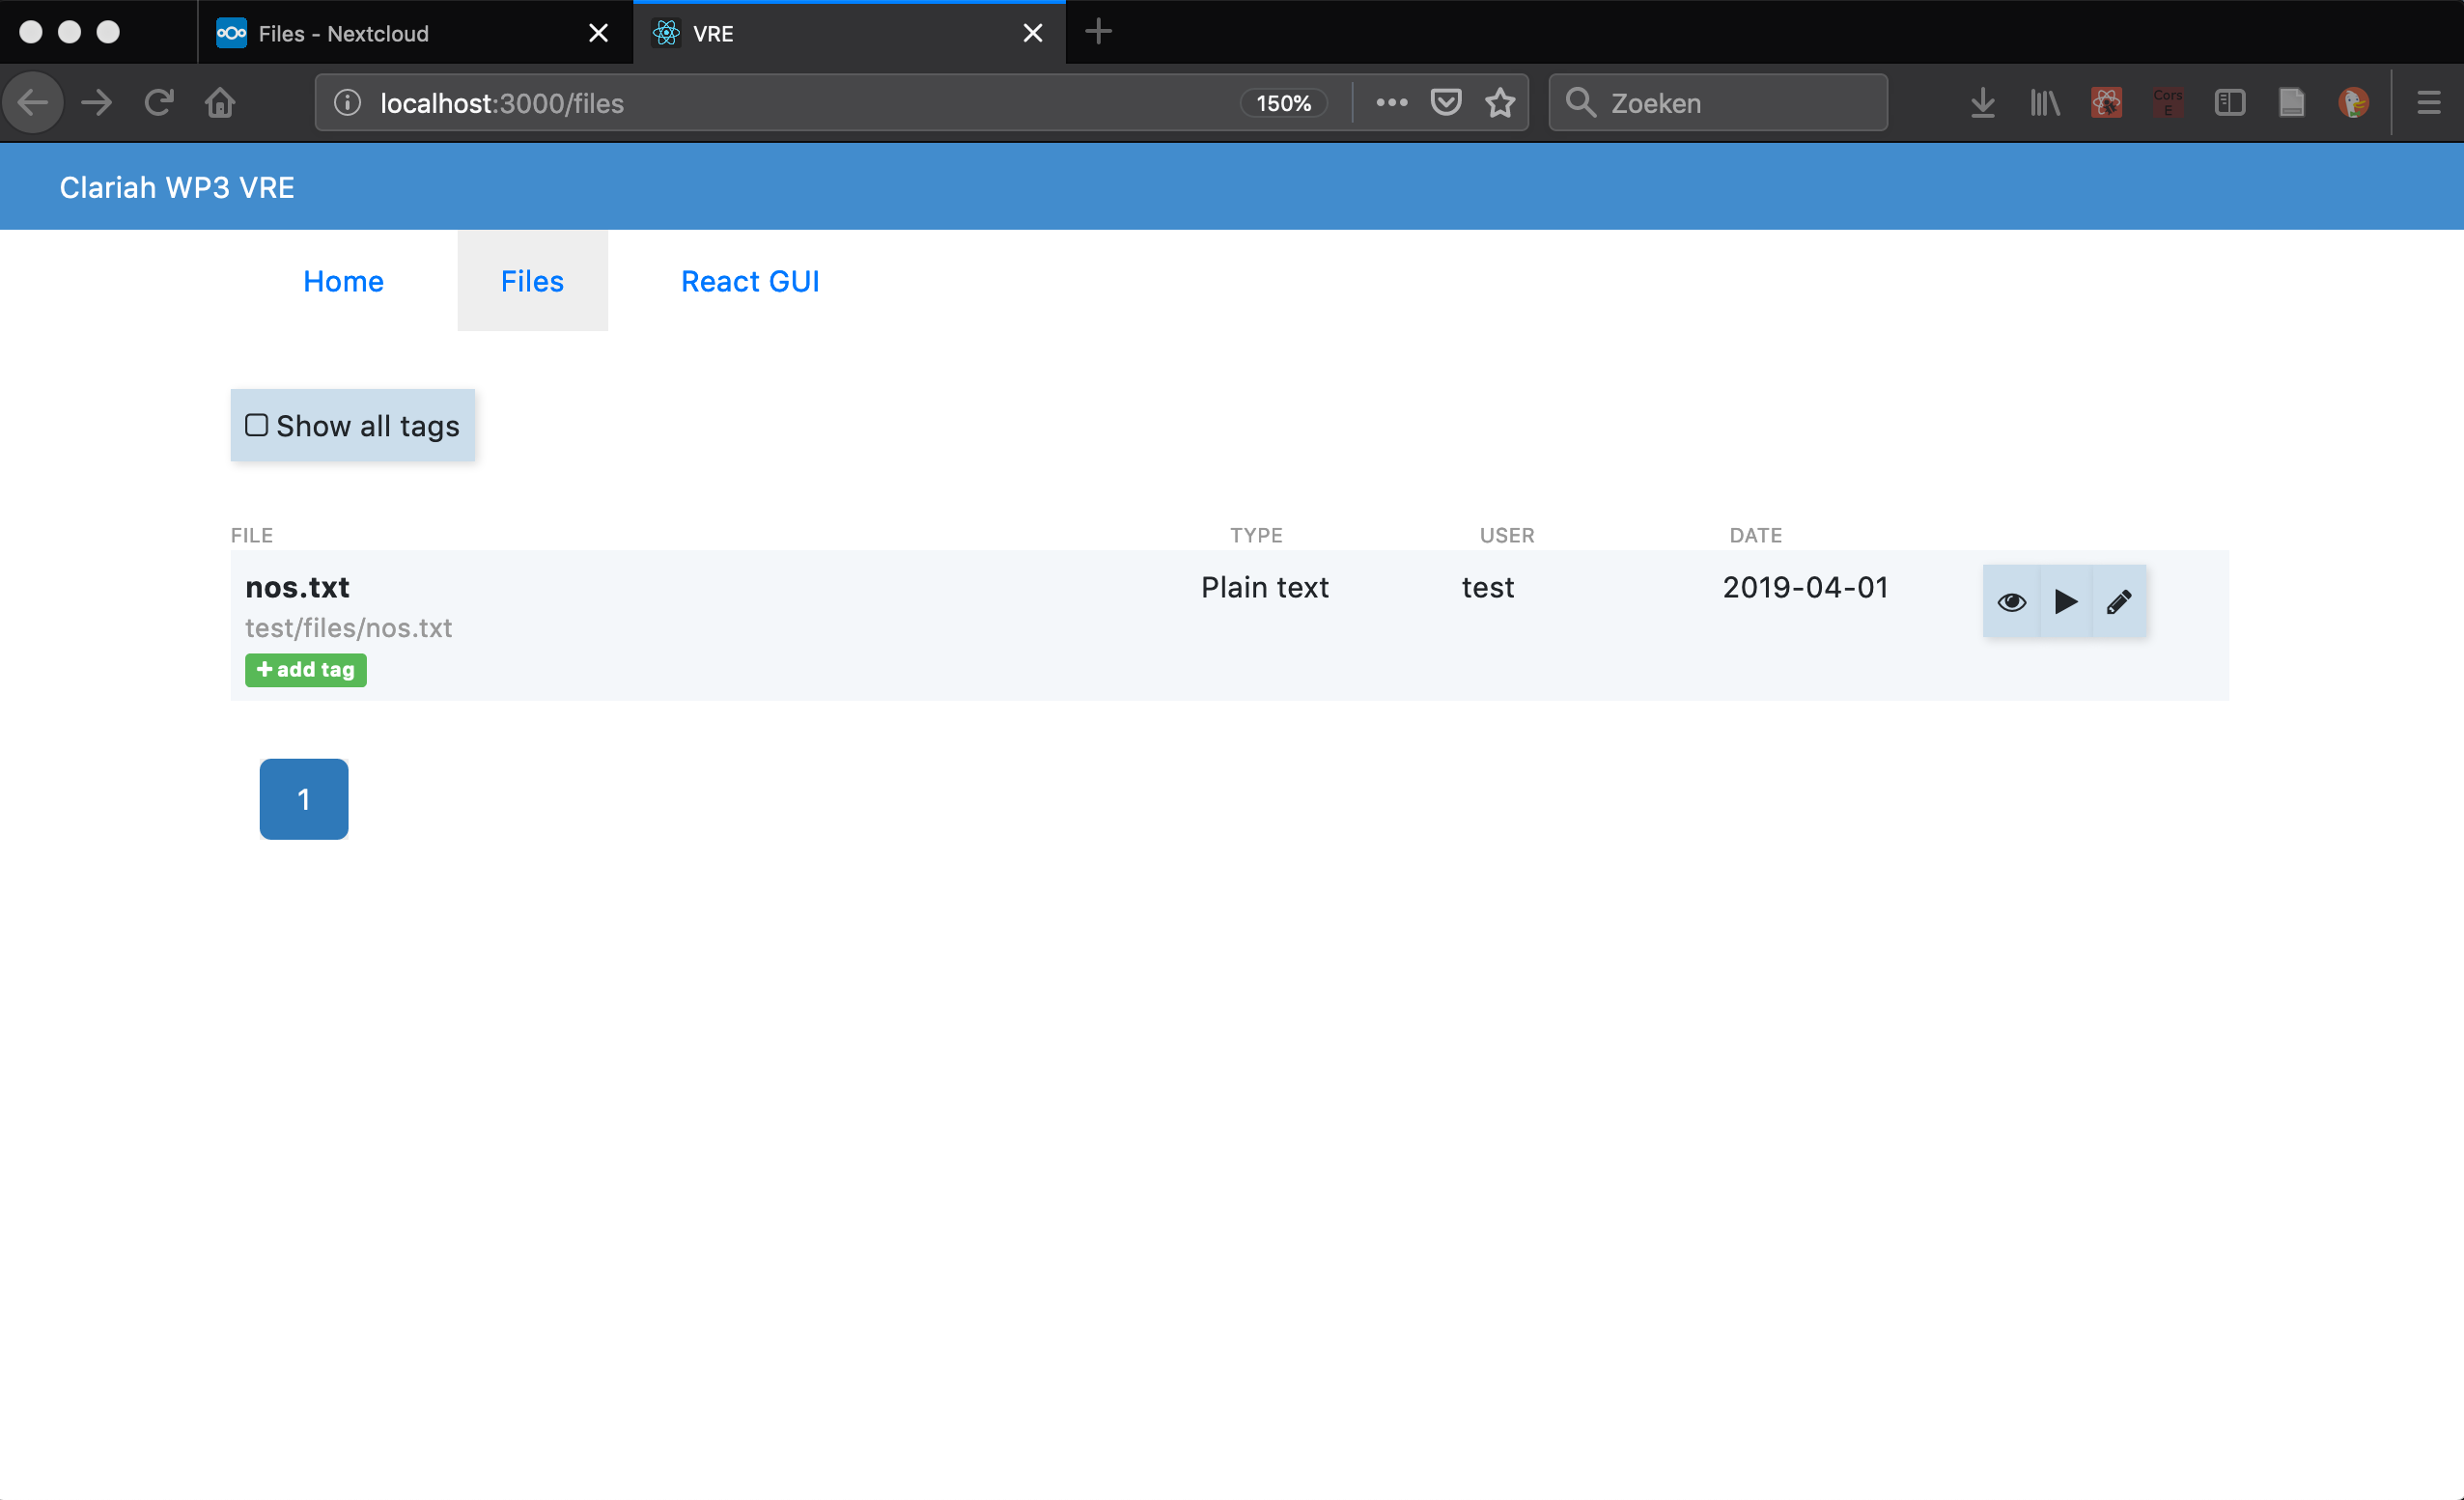 Files - Nextcloud
VRE
localhost:3000/files
150%
Zoeken
Cors
E
Clariah WP3 VRE
Home
Files
React GUI
Show all tags
FILE
TYPE
USER
DATE
nos.txt
Plain text
test
2019-04-01
test/files/nos.txt
add tag
1